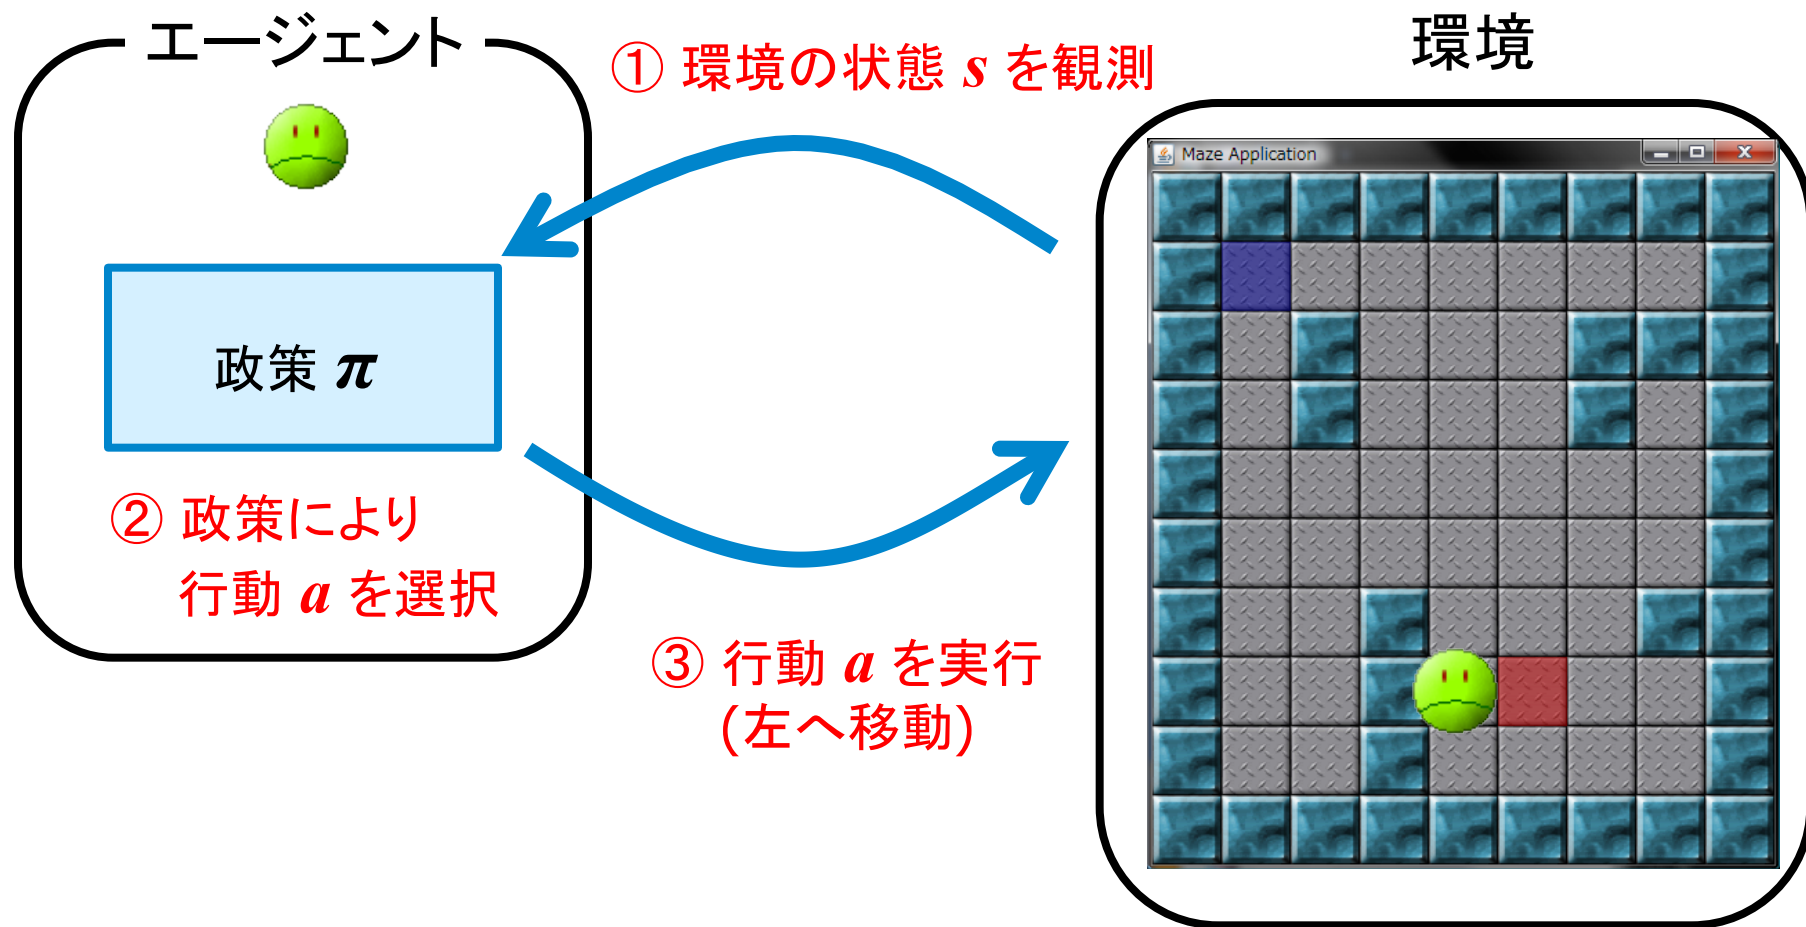 エージェント
① 環境の状態 s を観測
環境
Maze Application
政策 π
② 政策により
行動 a を選択
③ 行動 a を実行
(左へ移動)